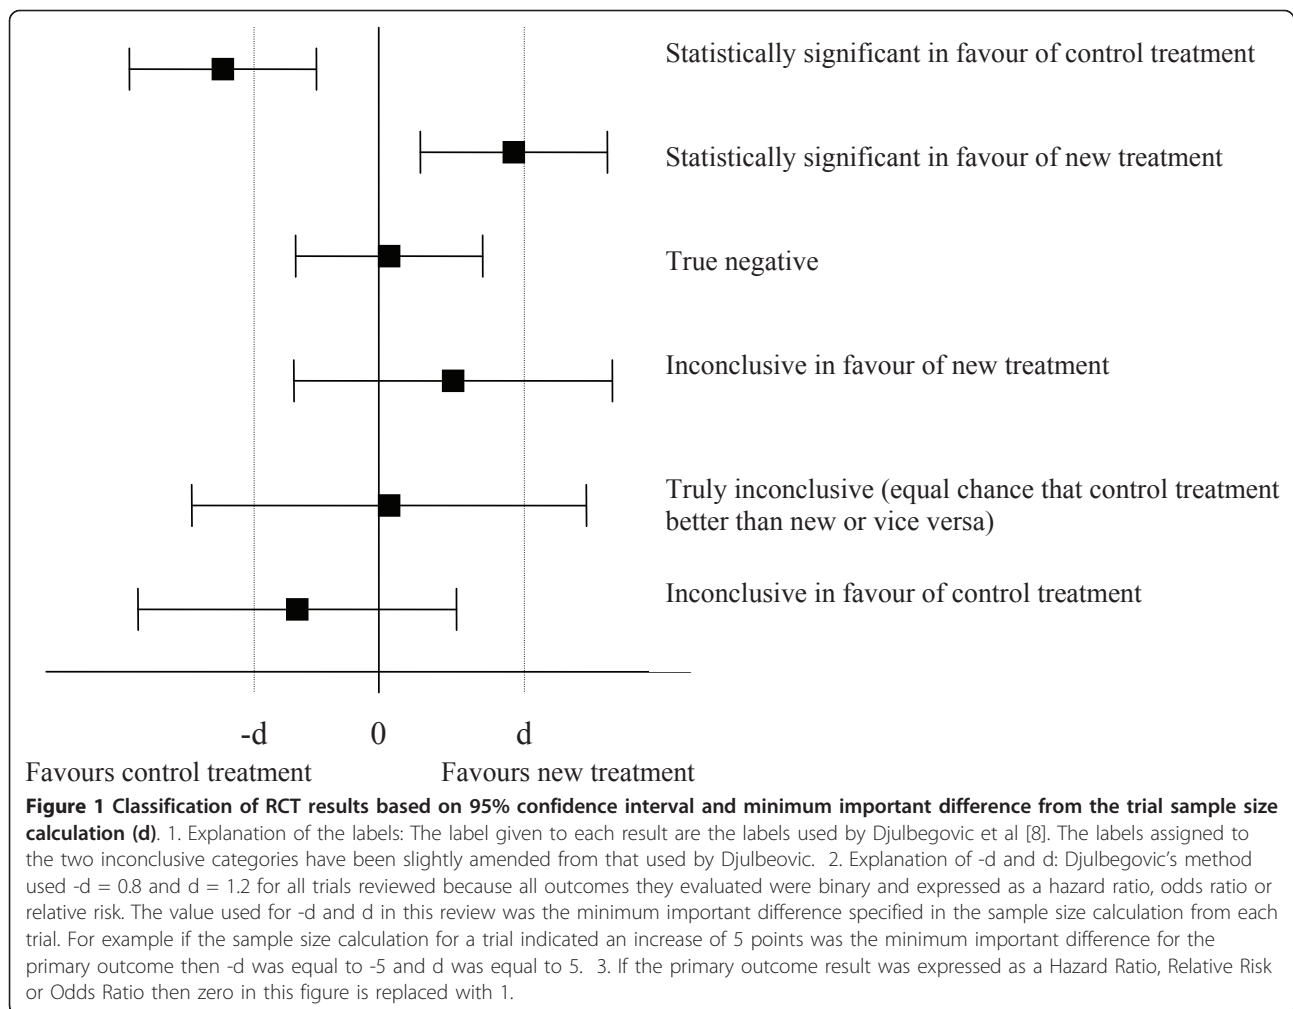 Statistically significant in favour of control treatment
Statistically significant in favour of new treatment
True negative
Inconclusive in favour of new treatment
Truly inconclusive (equal chance that control treatment
better than new or vice versa)
Inconclusive in favour of control treatment
-d 0 d
Favours control treatment Favours new treatment
Figure 1 Classification of RCT results based on 95% confidence interval and minimum important difference from the trial sample size
calculation (d). 1. Explanation of the labels: The label given to each result are the labels used by Djulbegovic et al [8]. The labels assigned to
the two inconclusive categories have been slightly amended from that used by Djulbeovic. 2. Explanation of -d and d: Djulbegovic's method
used -d = 0.8 and d = 1.2 for all trials reviewed because all outcomes they evaluated were binary and expressed as a hazard ratio, odds ratio or
relative risk. The value used for -d and d in this review was the minimum important difference specified in the sample size calculation from each
trial. For example if the sample size calculation for a trial indicated an increase of 5 points was the minimum important difference for the
primary outcome then -d was equal to -5 and d was equal to 5. 3. If the primary outcome result was expressed as a Hazard Ratio, Relative Risk
or Odds Ratio then zero in this figure is replaced with 1.